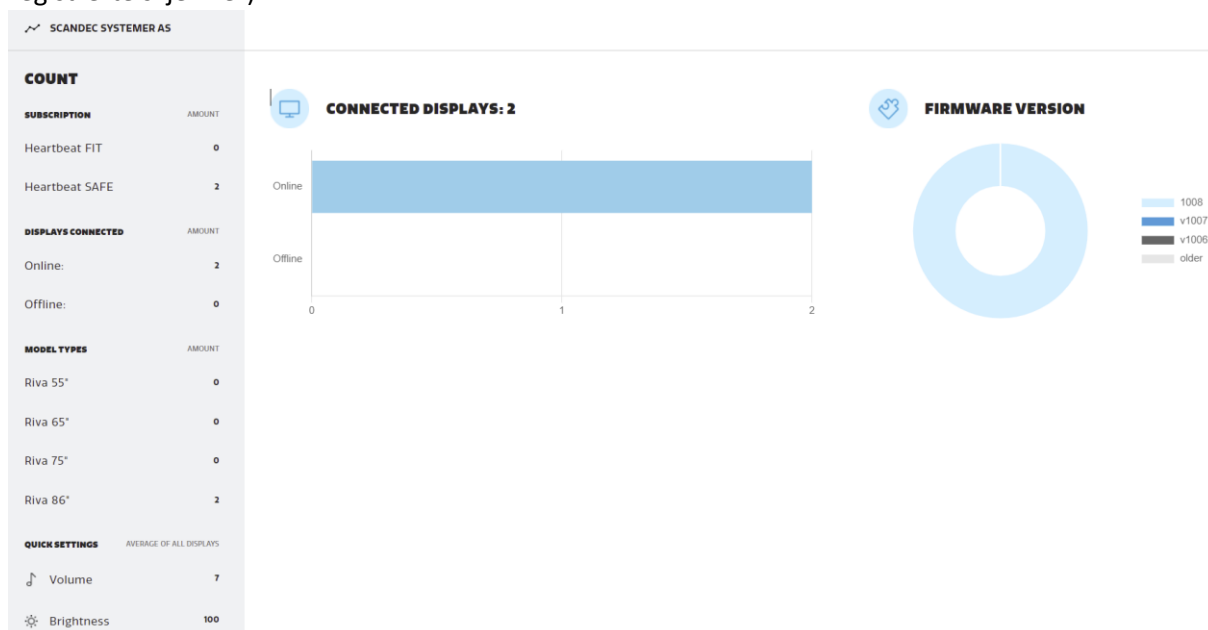 SCANDEC SYSTEMER AS
COUNT
SUBSCRIPTION AMOUNT
Heartbeat FIT 0
Heartbeat SAFE 2
DISPLAYS CONNECTED AMOUNT
Online: 2
Offline: 0
MODEL TYPES AMOUNT
Riva 55" 0
Riva 65" 0
Riva 75" 0
Riva 86" 2
QUICK SETTINGS AVERAGE OF ALL DISPLAYS
Volume 7
Brightness 100
CONNECTED DISPLAYS: 2
Online
Offline
0 1 2
FIRMWARE VERSION
1008
v1007
v1006
older